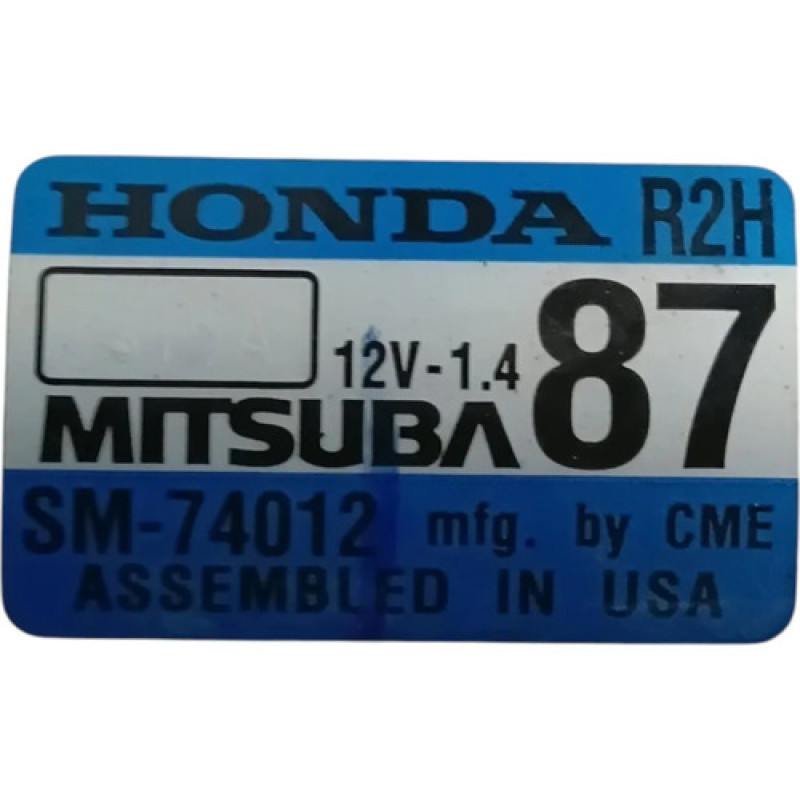 HONDA R2H
12V-1.4 87
MITSUBA
SM-74012 mfg. by CME
ASSEMBLED IN USA